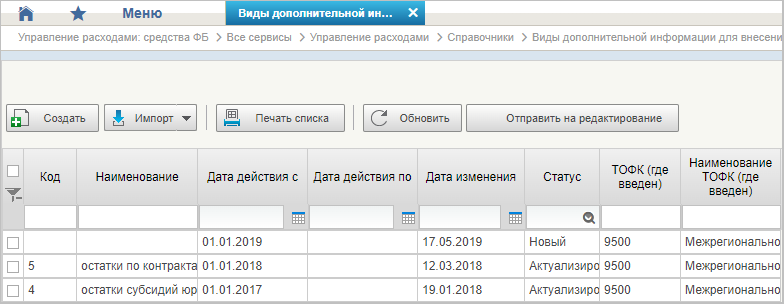 Меню Виды дополнительной ин...
Управление расходами: средства ФБ > Все сервисы > Управление расходами > Справочники > Виды дополнительной информации для внесени
Создать Импорт Печать списка Обновить Отправить на редактирование
Код Наименование Дата действия с Дата действия по Дата изменения Статус ТОФК (где введен) Наименование ТОФК (где введен)
01.01.2019 17.05.2019 Новый 9500 Межрегионально
5 остатки по контракта 01.01.2018 12.03.2018 Актуализиро 9500 Межрегионально
4 остатки субсидий юр 01.01.2017 19.01.2018 Актуализиро 9500 Межрегионально